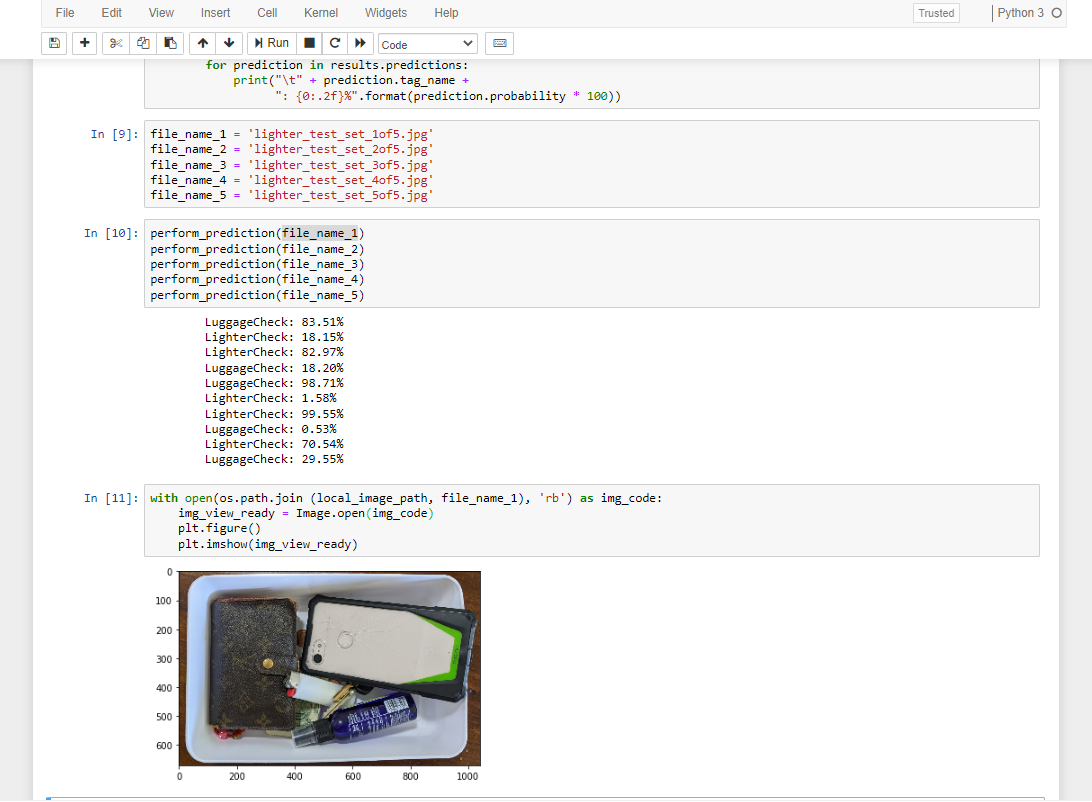 File Edit View Insert Cell Kernel Widgets Help Trusted Python 3
Run Code
for prediction in results.predictions:
print("\t" + prediction.tag_name +
": {0:.2f}%".format(prediction.probability * 100))
In [9]: file_name_1 = 'lighter_test_set_1of5.jpg'
file_name_2 = 'lighter_test_set_2of5.jpg'
file_name_3 = 'lighter_test_set_3of5.jpg'
file_name_4 = 'lighter_test_set_4of5.jpg'
file_name_5 = 'lighter_test_set_5of5.jpg'
In [10]: perform_prediction(file_name_1)
perform_prediction(file_name_2)
perform_prediction(file_name_3)
perform_prediction(file_name_4)
perform_prediction(file_name_5)
LuggageCheck: 83.51%
LighterCheck: 18.15%
LighterCheck: 82.97%
LuggageCheck: 18.20%
LuggageCheck: 98.71%
LighterCheck: 1.58%
LighterCheck: 99.55%
LuggageCheck: 0.53%
LighterCheck: 70.54%
LuggageCheck: 29.55%
In [11]: with open(os.path.join (local_image_path, file_name_1), 'rb') as img_code:
img_view_ready = Image.open(img_code)
plt.figure()
plt.imshow(img_view_ready)
0
100
200
300
400
500
600
0 200 400 600 800 1000